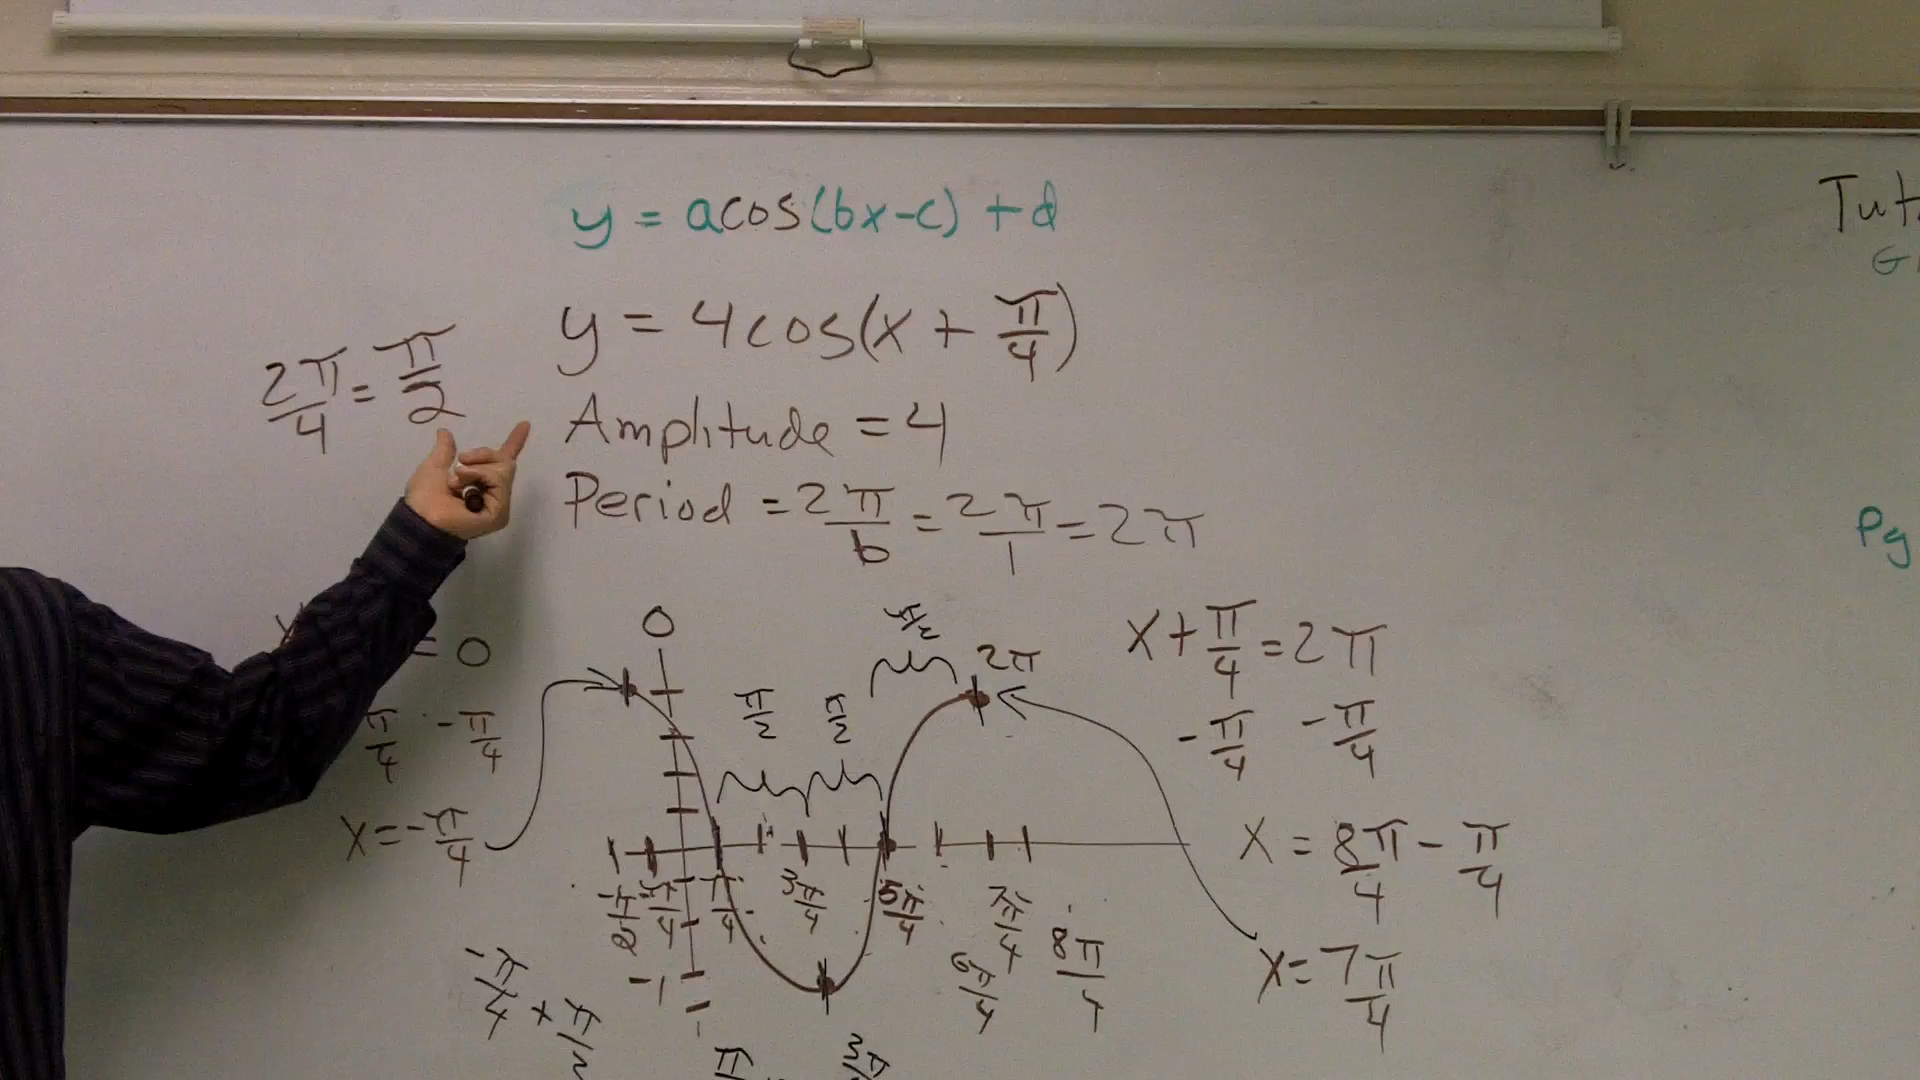 y = acos(bx-c) + d
y = 4cos(x + π/4)
2π/4 = π/2
Amplitude = 4
Period = 2π/b = 2π/1 = 2π
= 0
π/4 -π/4
x = -π/4
0
π/2
π/2
π/2
2π
-π/2 -π/4 π/4 3π/4 5π/4 6π/4 7π/4 8π/4
-1
-π/4 + π/2
x + π/4 = 2π
-π/4 -π/4
x = 8π/4 - π/4
x = 7π/4
Pg